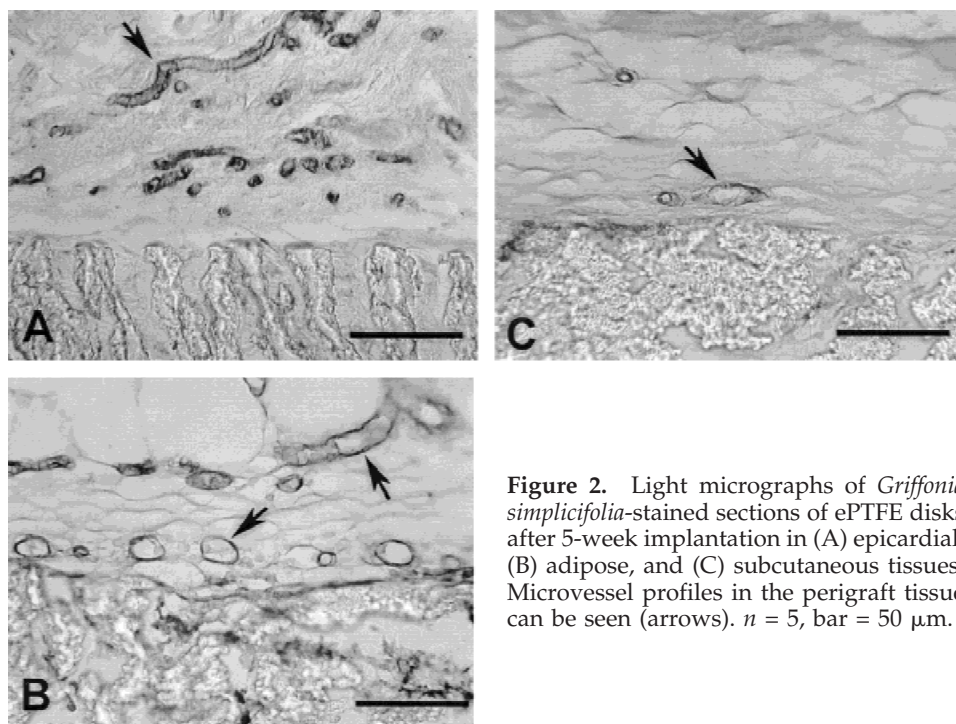 A
C
B
Figure 2. Light micrographs of Griffonia
simplicifolia-stained sections of ePTFE disks
after 5-week implantation in (A) epicardial,
(B) adipose, and (C) subcutaneous tissues.
Microvessel profiles in the perigraft tissue
can be seen (arrows). n = 5, bar = 50 μm.